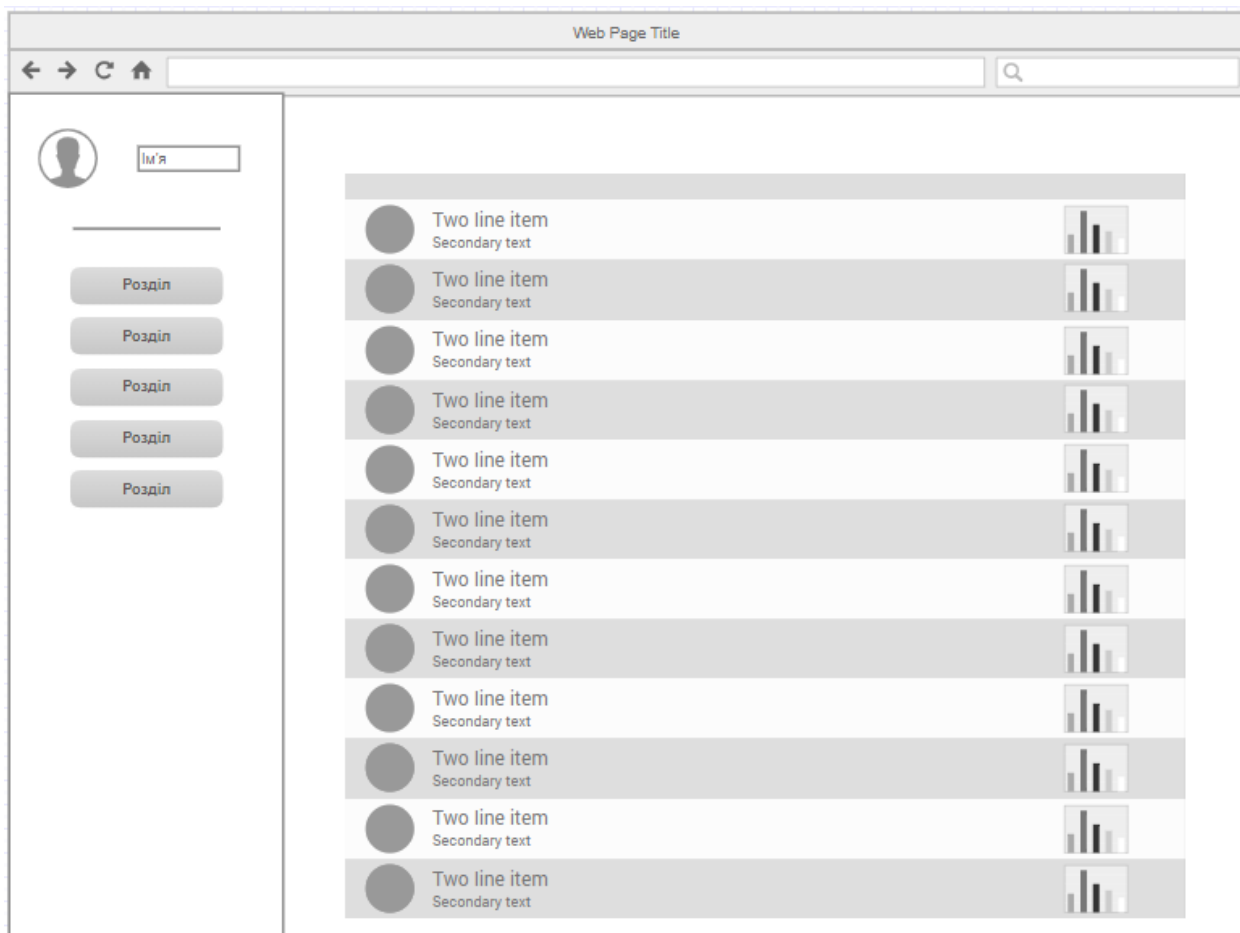 Web Page Title
Ім'я
Розділ
Розділ
Розділ
Розділ
Розділ
Two line item
Secondary text
Two line item
Secondary text
Two line item
Secondary text
Two line item
Secondary text
Two line item
Secondary text
Two line item
Secondary text
Two line item
Secondary text
Two line item
Secondary text
Two line item
Secondary text
Two line item
Secondary text
Two line item
Secondary text
Two line item
Secondary text